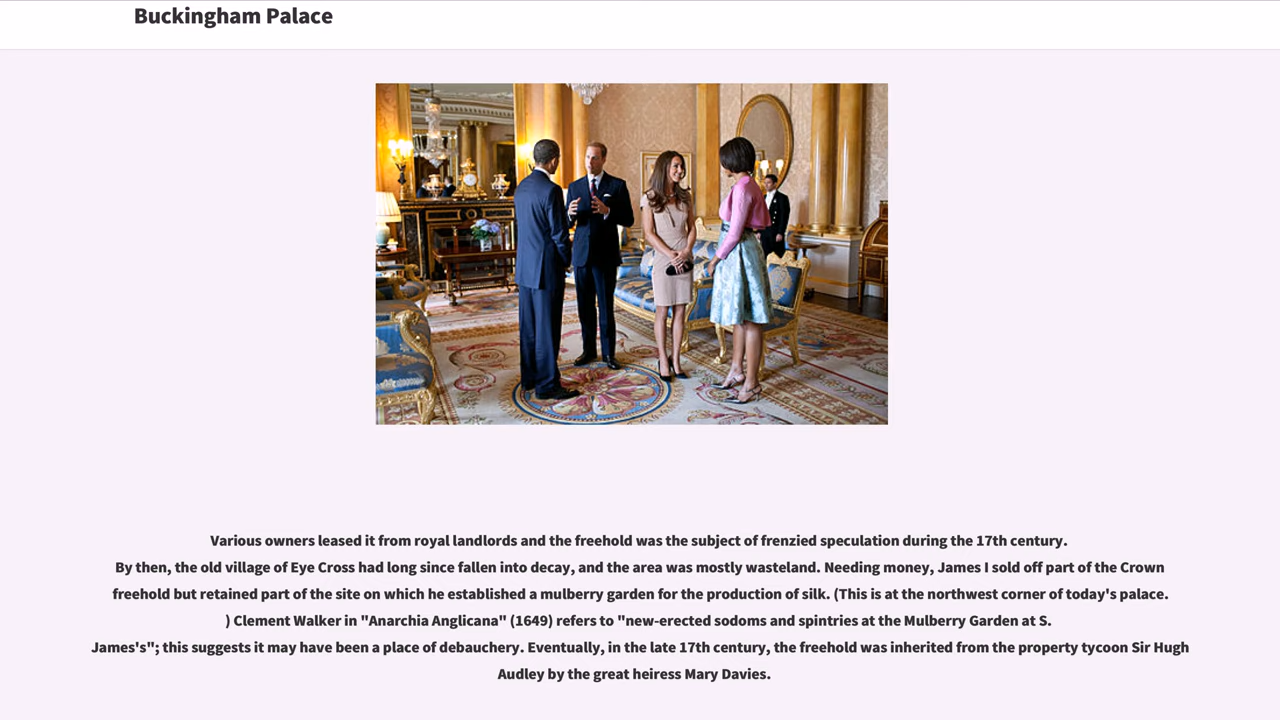 Buckingham Palace
Various owners leased it from royal landlords and the freehold was the subject of frenzied speculation during the 17th century.
By then, the old village of Eye Cross had long since fallen into decay, and the area was mostly wasteland. Needing money, James I sold off part of the Crown
freehold but retained part of the site on which he established a mulberry garden for the production of silk. (This is at the northwest corner of today's palace.
) Clement Walker in "Anarchia Anglicana" (1649) refers to "new-erected sodoms and spintries at the Mulberry Garden at S.
James's"; this suggests it may have been a place of debauchery. Eventually, in the late 17th century, the freehold was inherited from the property tycoon Sir Hugh
Audley by the great heiress Mary Davies.